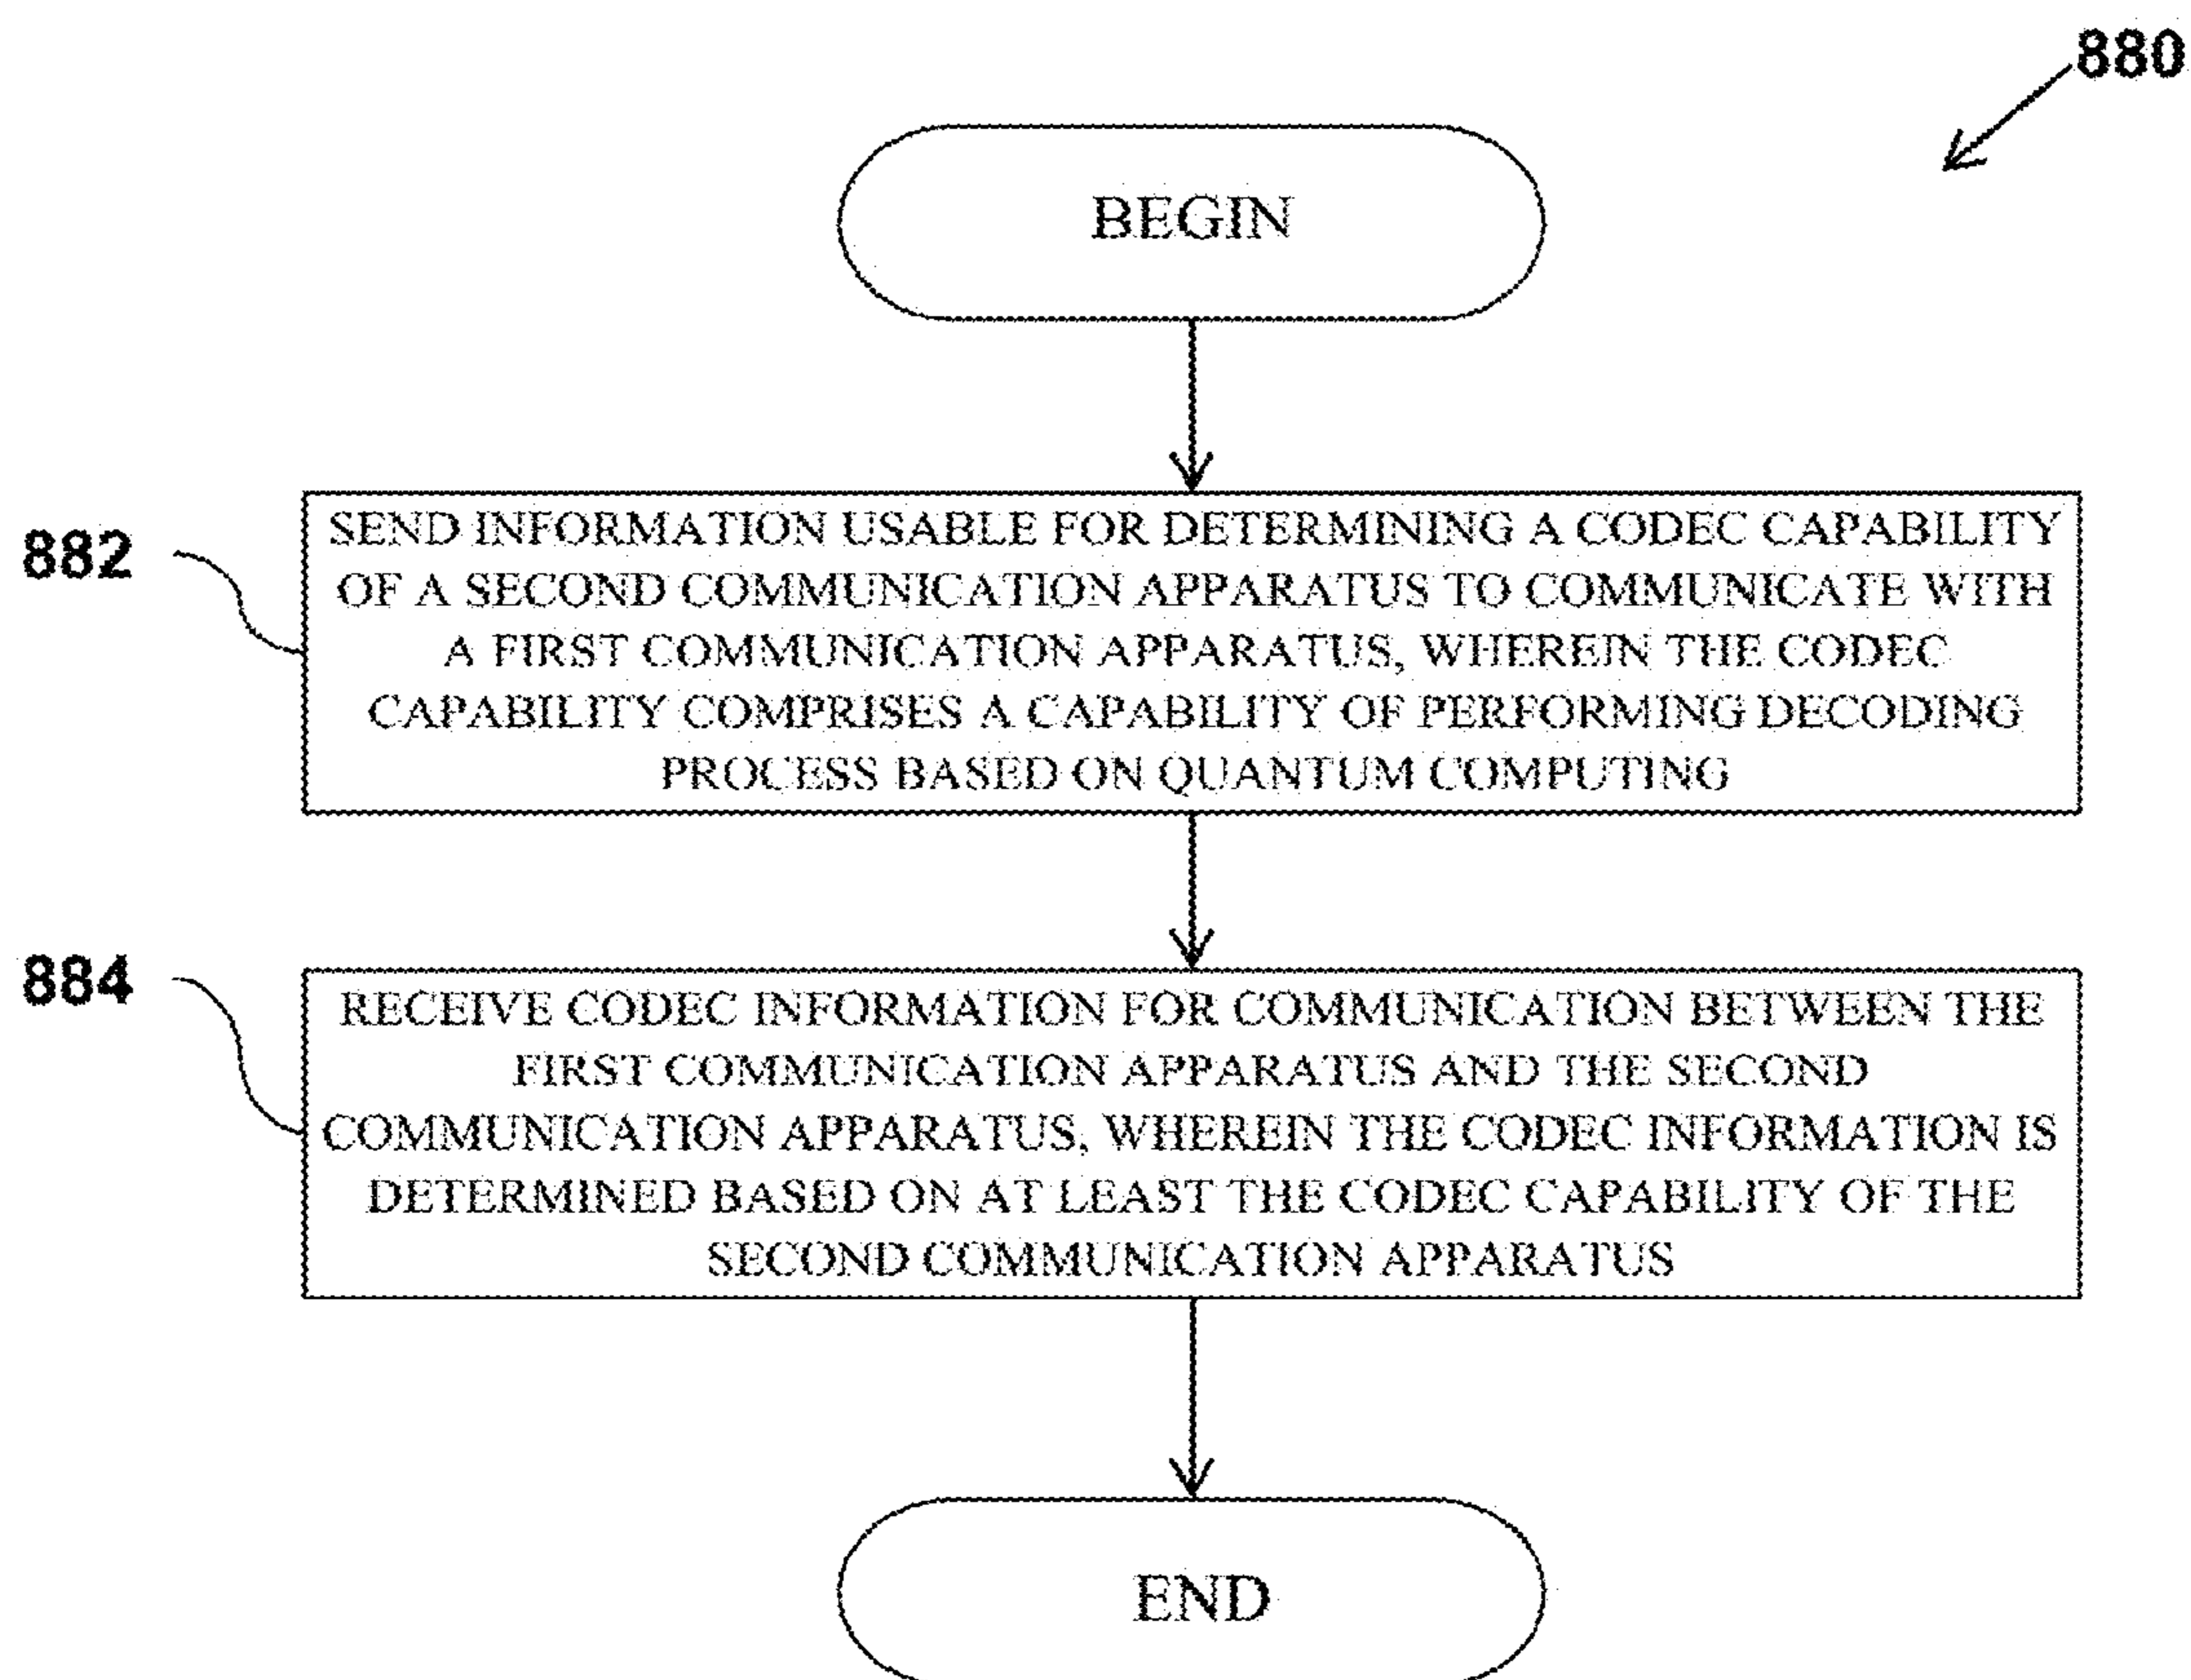 880
BEGIN
882
SEND INFORMATION USABLE FOR DETERMINING A CODEC CAPABILITY
OF A SECOND COMMUNICATION APPARATUS TO COMMUNICATE WITH
A FIRST COMMUNICATION APPARATUS, WHEREIN THE CODEC
CAPABILITY COMPRISES A CAPABILITY OF PERFORMING DECODING
PROCESS BASED ON QUANTUM COMPUTING
884
RECEIVE CODEC INFORMATION FOR COMMUNICATION BETWEEN THE
FIRST COMMUNICATION APPARATUS AND THE SECOND
COMMUNICATION APPARATUS, WHEREIN THE CODEC INFORMATION IS
DETERMINED BASED ON AT LEAST THE CODEC CAPABILITY OF THE
SECOND COMMUNICATION APPARATUS
END